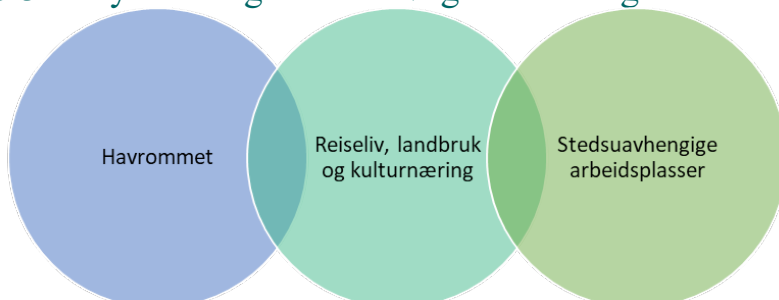 Havrommet
Reiseliv, landbruk
og kulturnæring
Stedsuavhengige
arbeidsplasser